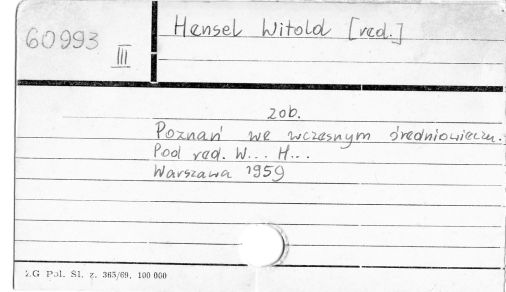 60993
III
Hensel Witold [red.]
zob.
Poznań we wczesnym średniowieczu.
Pod red. W... H...
Warszawa 1959
ZG Pol. Sl. z. 365/69. 100 000